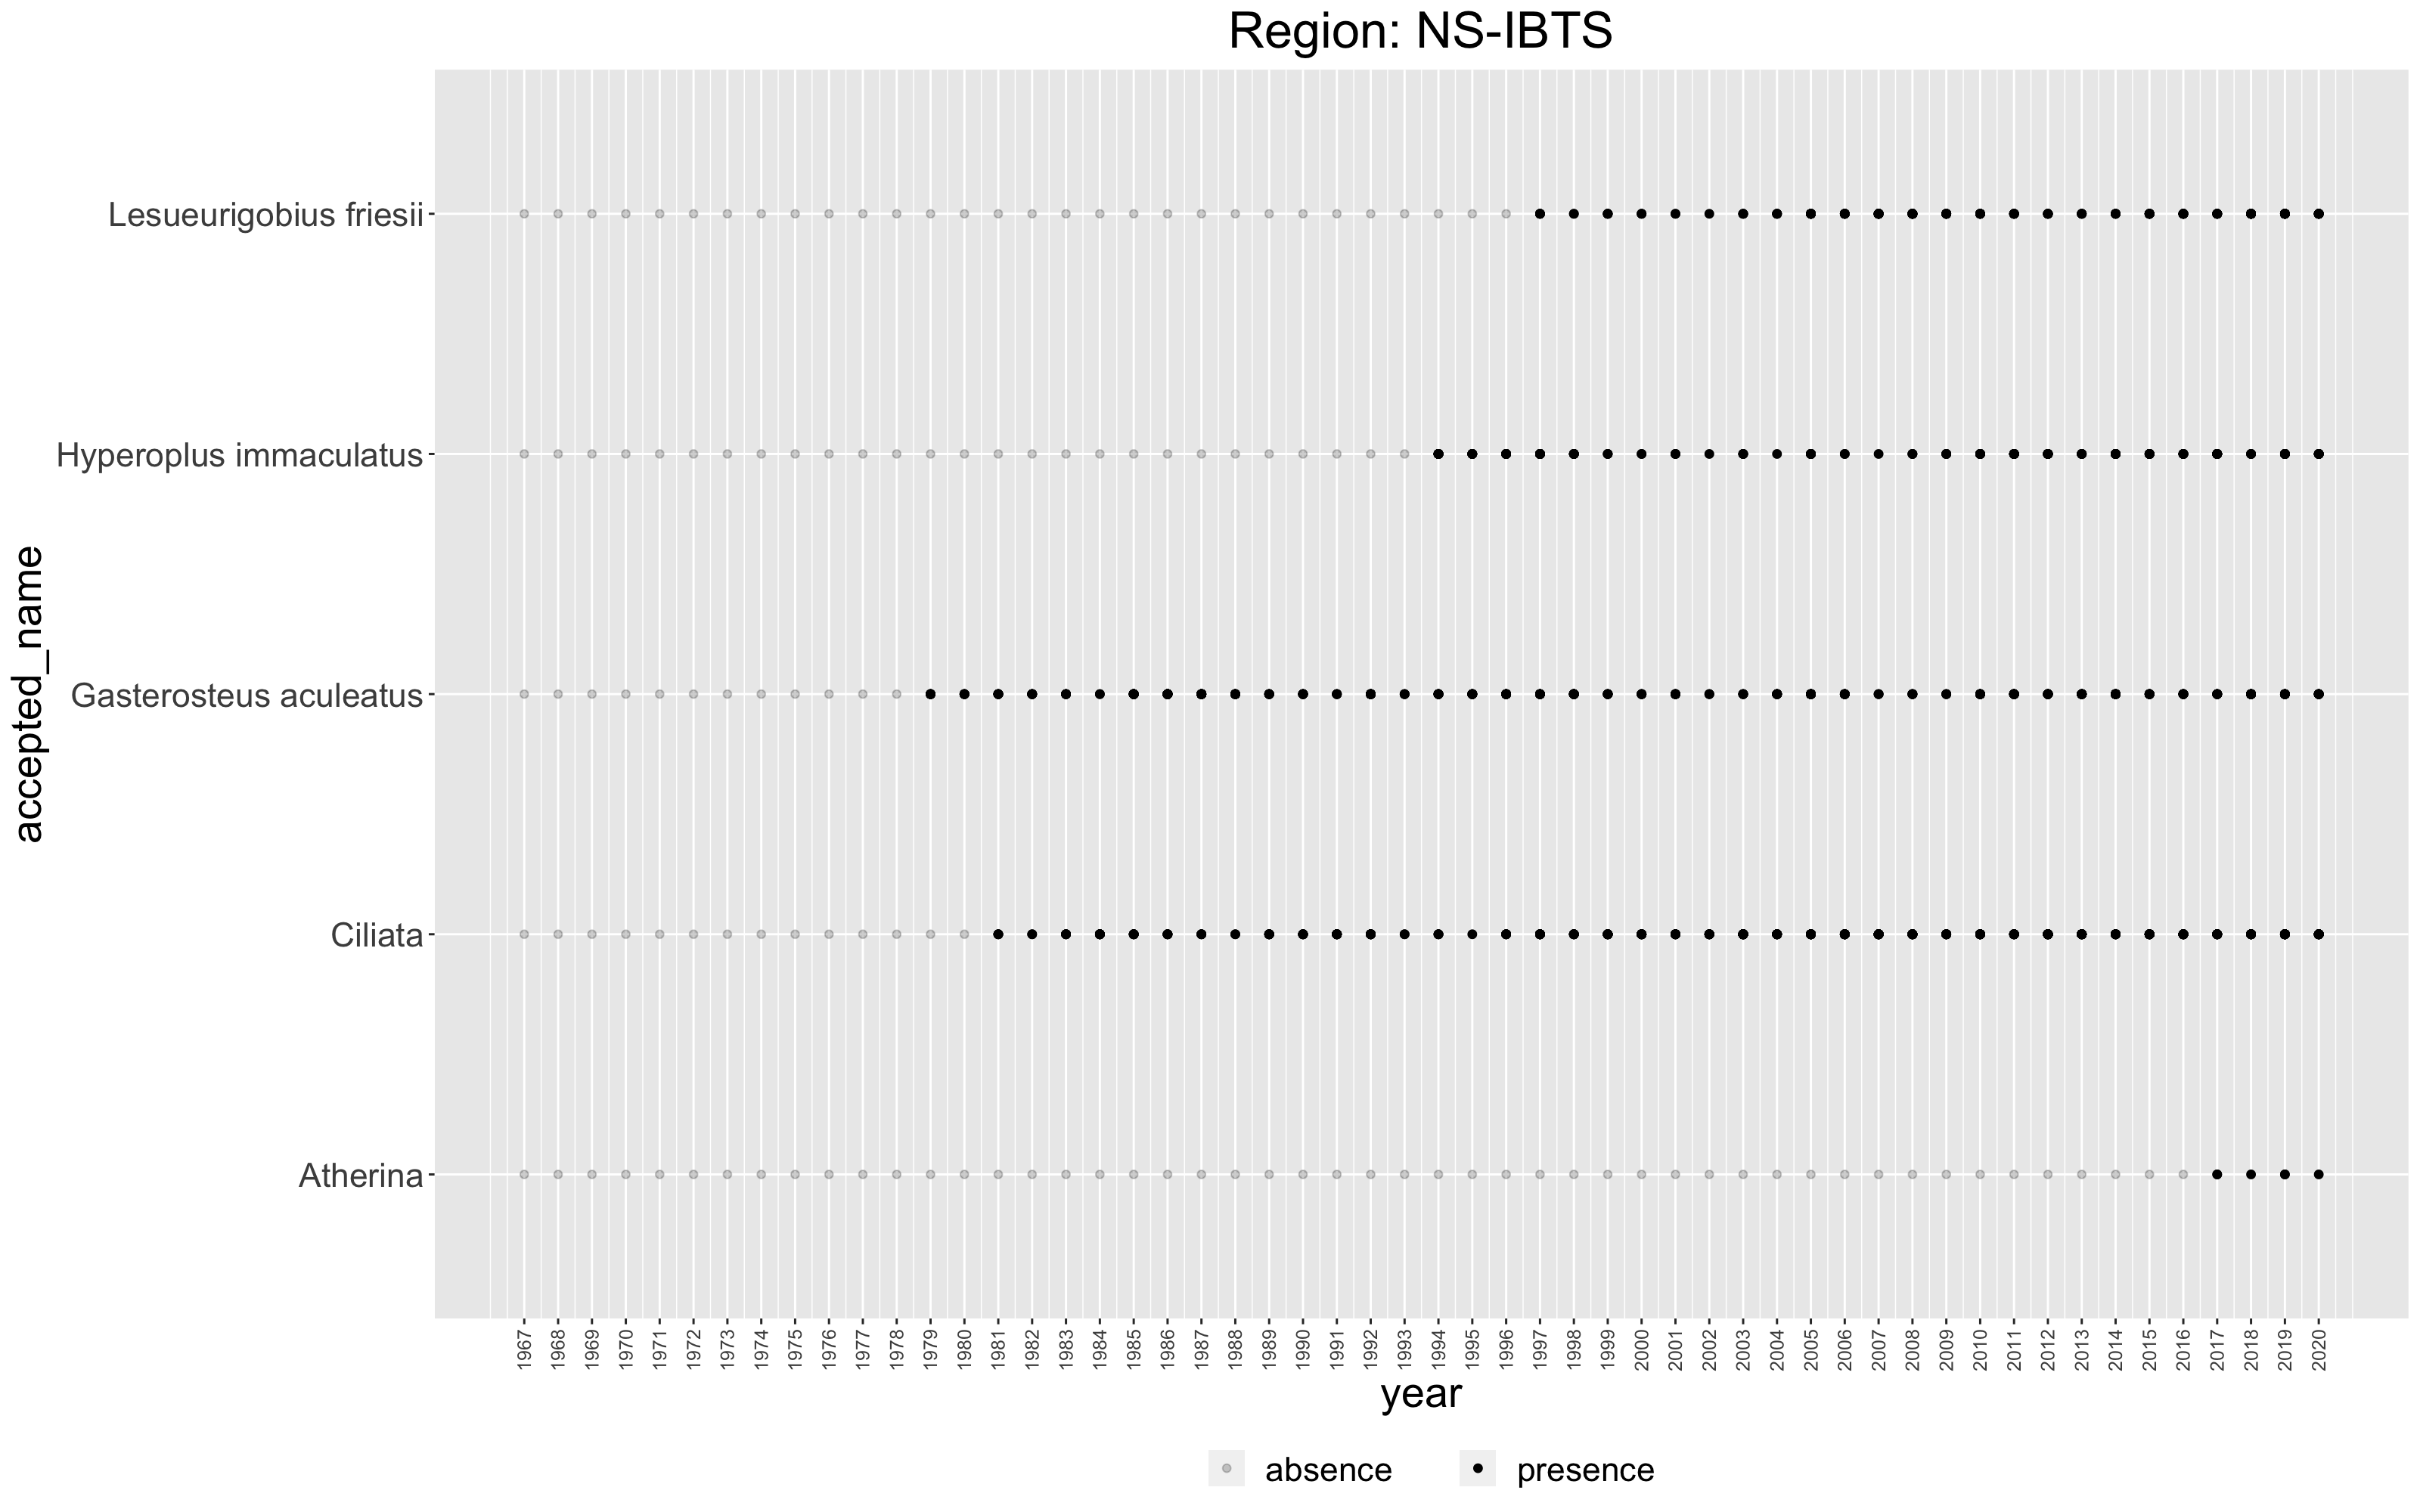 Region: NS-IBTS
accepted_name
Lesueurigobius friesii
Hyperoplus immaculatus
Gasterosteus aculeatus
Ciliata
Atherina
1967 1968 1969 1970 1971 1972 1973 1974 1975 1976 1977 1978 1979 1980 1981 1982 1983 1984 1985 1986 1987 1988 1989 1990 1991 1992 1993 1994 1995 1996 1997 1998 1999 2000 2001 2002 2003 2004 2005 2006 2007 2008 2009 2010 2011 2012 2013 2014 2015 2016 2017 2018 2019 2020
year
absence presence